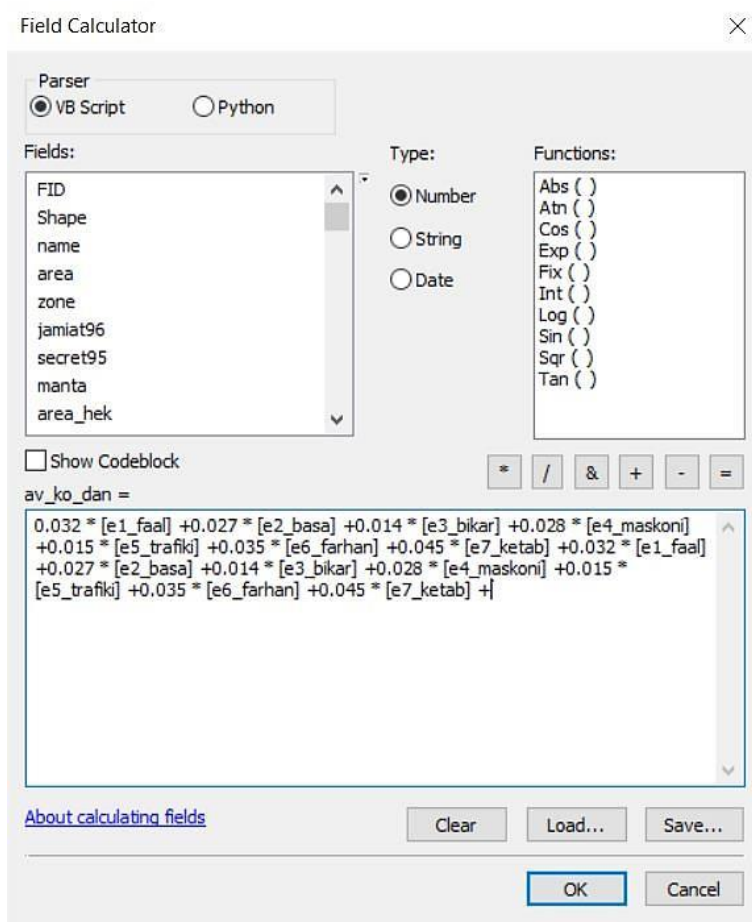 Field Calculator
Parser
VB Script
Python
Fields:
Type:
Functions:
FID
Shape
name
area
zone
jamiat96
secret95
manta
area_hek
Number
String
Date
Abs ( )
Atn ( )
Cos ( )
Exp ( )
Fix ( )
Int ( )
Log ( )
Sin ( )
Sqr ( )
Tan ( )
Show Codeblock
* / & + - =
av_ko_dan =
0.032 * [e1_faal] +0.027 * [e2_basa] +0.014 * [e3_bikar] +0.028 * [e4_maskoni]
+0.015 * [e5_trafiki] +0.035 * [e6_farhan] +0.045 * [e7_ketab] +0.032 * [e1_faal]
+0.027 * [e2_basa] +0.014 * [e3_bikar] +0.028 * [e4_maskoni] +0.015 *
[e5_trafiki] +0.035 * [e6_farhan] +0.045 * [e7_ketab] +
About calculating fields
Clear
Load...
Save...
OK
Cancel